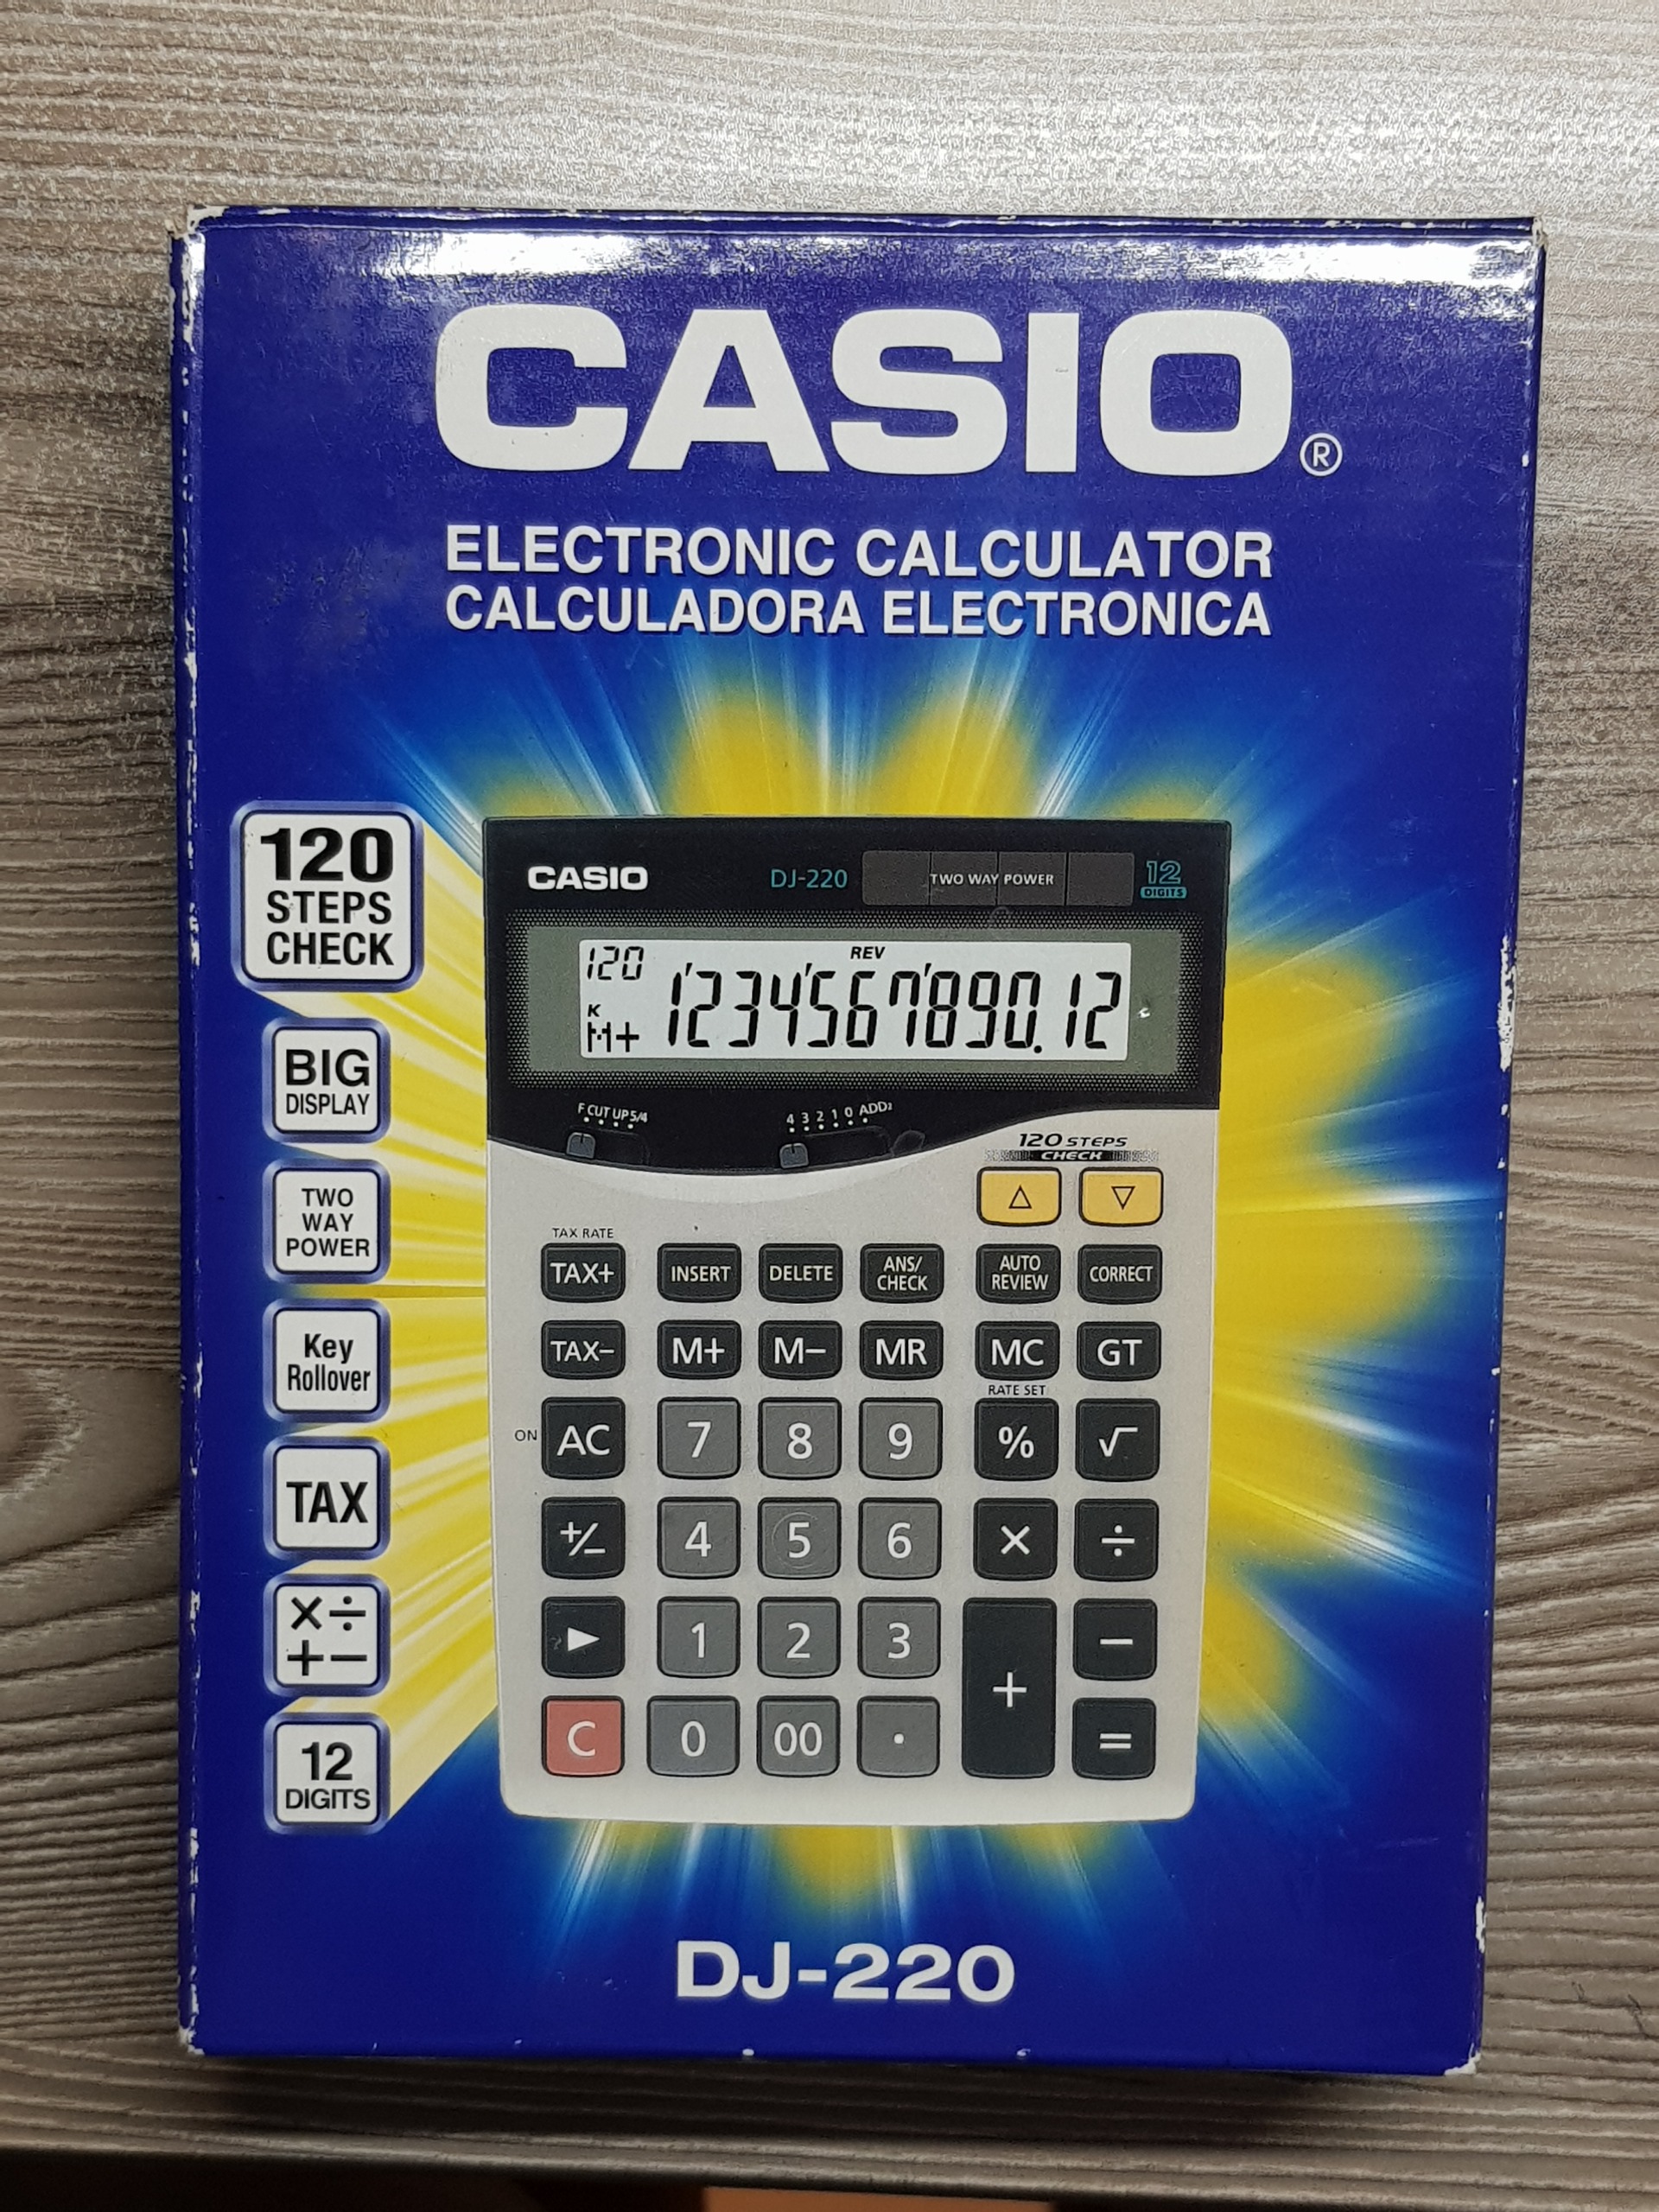 CASIO®
ELECTRONIC CALCULATOR
CALCULADORA ELECTRONICA
120
STEPS
CHECK
BIG
DISPLAY
TWO
WAY
POWER
Key
Rollover
TAX
×÷
+−
12
DIGITS
CASIO DJ-220 TWO WAY POWER 12
DIGITS
120 REV
K
M+ 1'234'567'890.12
F CUT UP 5/4 4 3 2 1 0 ADD2
120 STEPS
CHECK
△ ▽
TAX RATE
TAX+ INSERT DELETE ANS/CHECK AUTO REVIEW CORRECT
TAX− M+ M− MR MC GT
RATE SET
ON AC 7 8 9 % √
+/− 4 5 6 × ÷
▶ 1 2 3 + −
C 0 00 · =
DJ-220